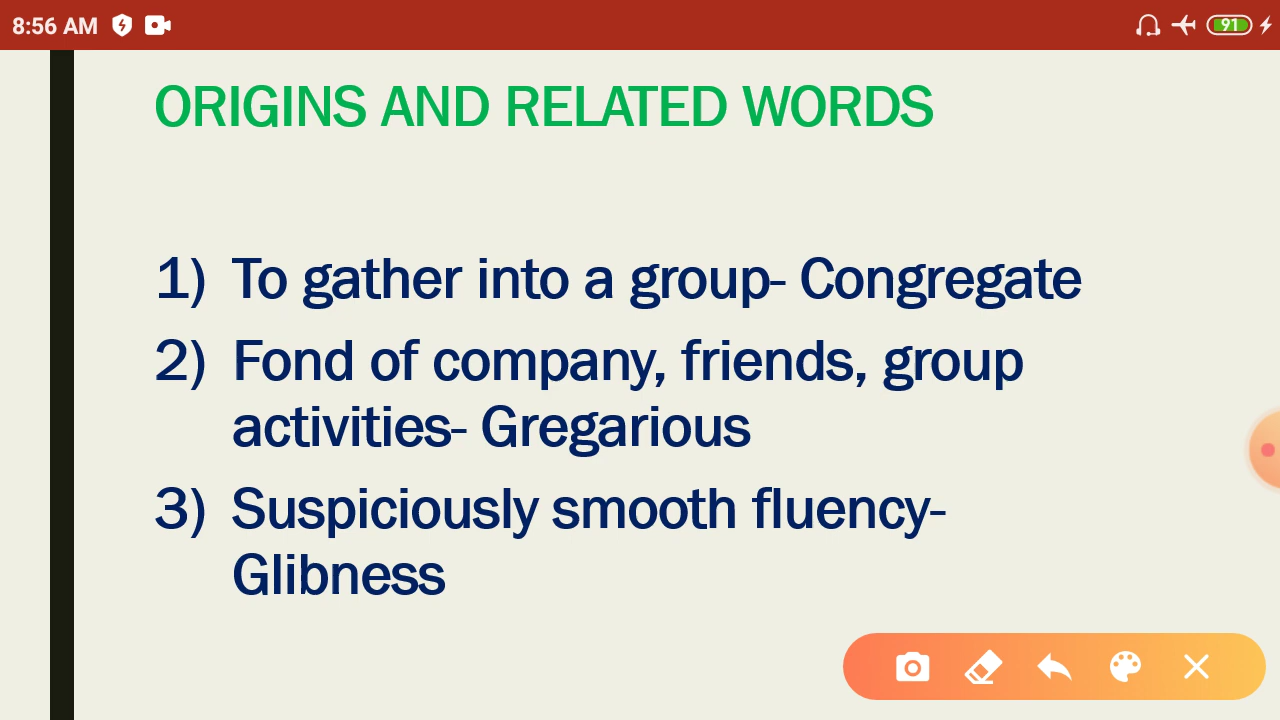 8:56 AM
91
ORIGINS AND RELATED WORDS
1) To gather into a group- Congregate
2) Fond of company, friends, group
activities- Gregarious
3) Suspiciously smooth fluency-
Glibness